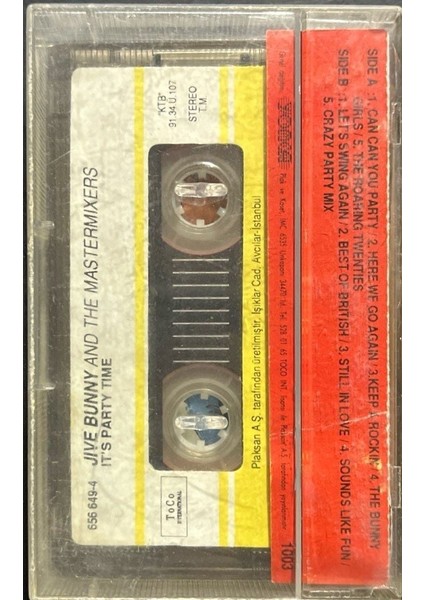 SIDE A : 1. CAN CAN YOU PARTY / 2. HERE WE GO AGAIN / 3. KEEP A ROCKIN' / 4. THE BUNNY
GIRLS / 5. THE ROARING TWENTIES
SIDE B : 1. LET'S SWING AGAIN / 2. BEST OF BRITISH / 3. STILL IN LOVE / 4. SOUNDS LIKE FUN /
5. CRAZY PARTY MIX
1003
656 649-4
JIVE BUNNY AND THE MASTERMIXERS
IT'S PARTY TIME
"KTB"
91.34.Ü.107
STEREO
T.M.
ToCo
INTERNATIONAL
Plaksan A.Ş. tarafından üretilmiştir. Işıklar Cad. Avcılar-İstanbul